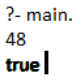 ?- main.
48
true